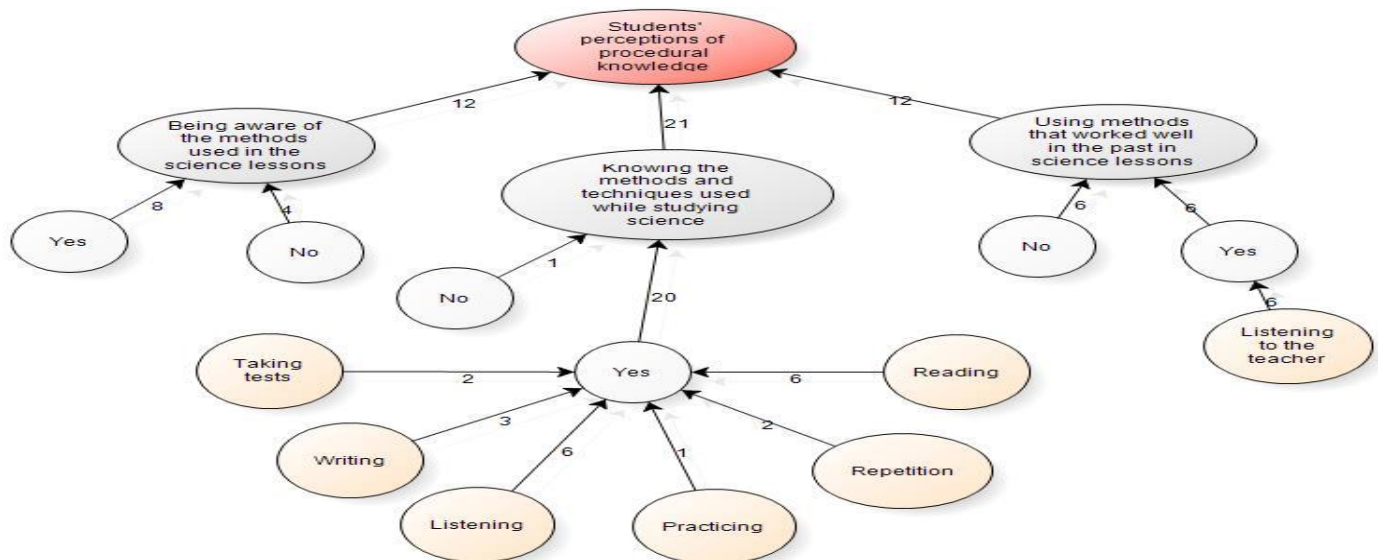 Students'
perceptions of
procedural
knowledge
12
21
12
Being aware of
the methods
used in the
science lessons
Knowing the
methods and
techniques used
while studying
science
Using methods
that worked well
in the past in
science lessons
8
4
1
20
6
6
Yes
No
No
No
Yes
6
Listening
to the
teacher
Taking
tests
2
Yes
6
Reading
Writing
3
6
1
2
Repetition
Listening
Practicing